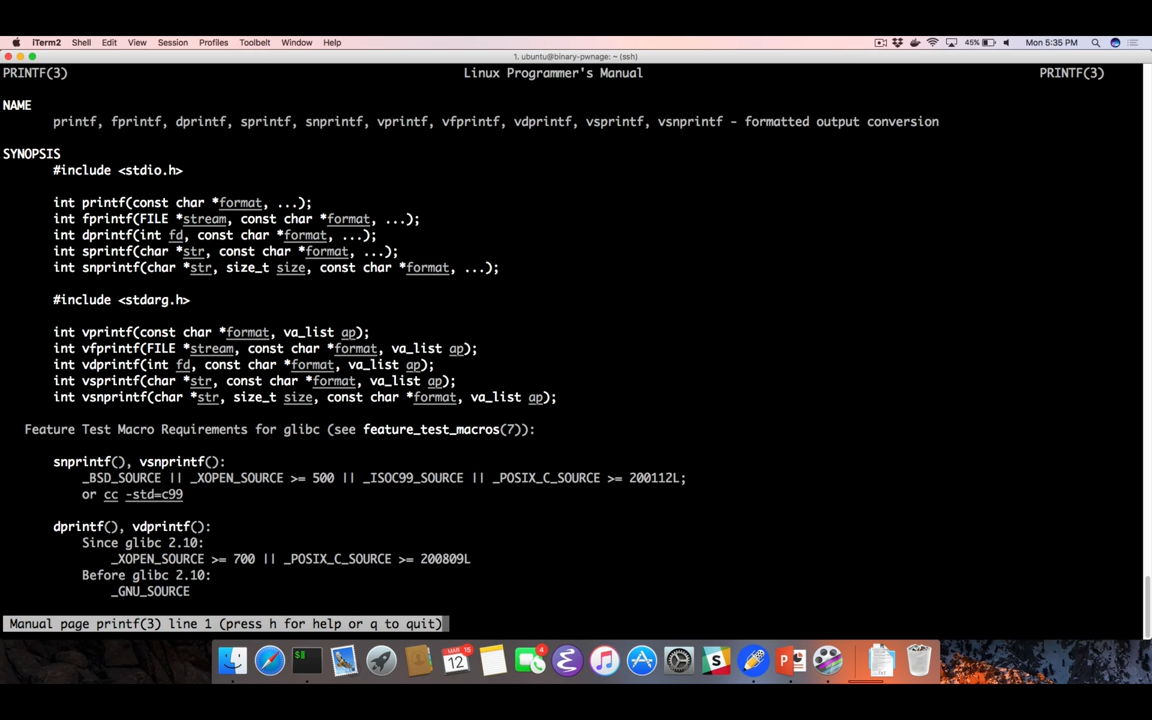 iTerm2 Shell Edit View Session Profiles Toolbelt Window Help 45% Mon 5:35 PM
1. ubuntu@binary-pwnage: ~ (ssh)
PRINTF(3) Linux Programmer's Manual PRINTF(3)
NAME
printf, fprintf, dprintf, sprintf, snprintf, vprintf, vfprintf, vdprintf, vsprintf, vsnprintf - formatted output conversion
SYNOPSIS
#include <stdio.h>
int printf(const char *format, ...);
int fprintf(FILE *stream, const char *format, ...);
int dprintf(int fd, const char *format, ...);
int sprintf(char *str, const char *format, ...);
int snprintf(char *str, size_t size, const char *format, ...);
#include <stdarg.h>
int vprintf(const char *format, va_list ap);
int vfprintf(FILE *stream, const char *format, va_list ap);
int vdprintf(int fd, const char *format, va_list ap);
int vsprintf(char *str, const char *format, va_list ap);
int vsnprintf(char *str, size_t size, const char *format, va_list ap);
Feature Test Macro Requirements for glibc (see feature_test_macros(7)):
snprintf(), vsnprintf():
_BSD_SOURCE || _XOPEN_SOURCE >= 500 || _ISOC99_SOURCE || _POSIX_C_SOURCE >= 200112L;
or cc -std=c99
dprintf(), vdprintf():
Since glibc 2.10:
_XOPEN_SOURCE >= 700 || _POSIX_C_SOURCE >= 200809L
Before glibc 2.10:
_GNU_SOURCE
Manual page printf(3) line 1 (press h for help or q to quit)
12
4